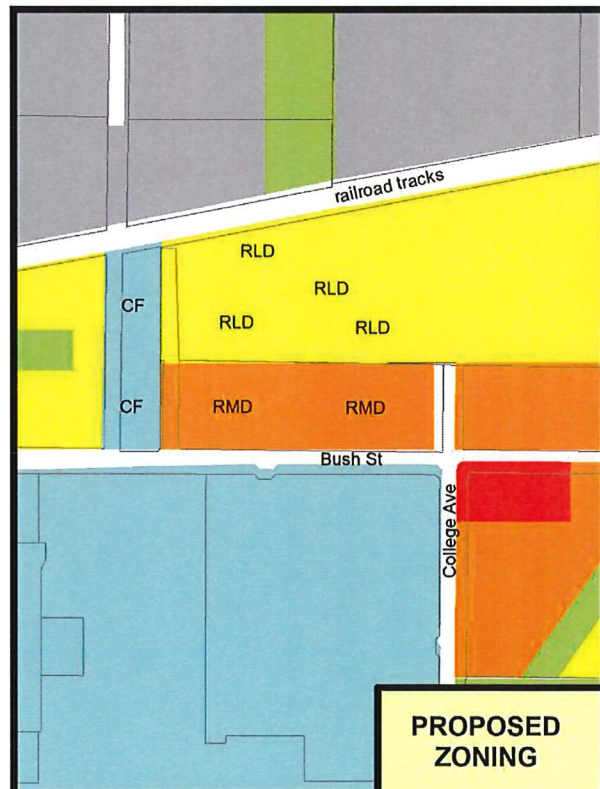 railroad tracks
RLD
RLD
CF
RLD
RLD
CF
RMD
RMD
Bush St
College Ave
PROPOSED
ZONING